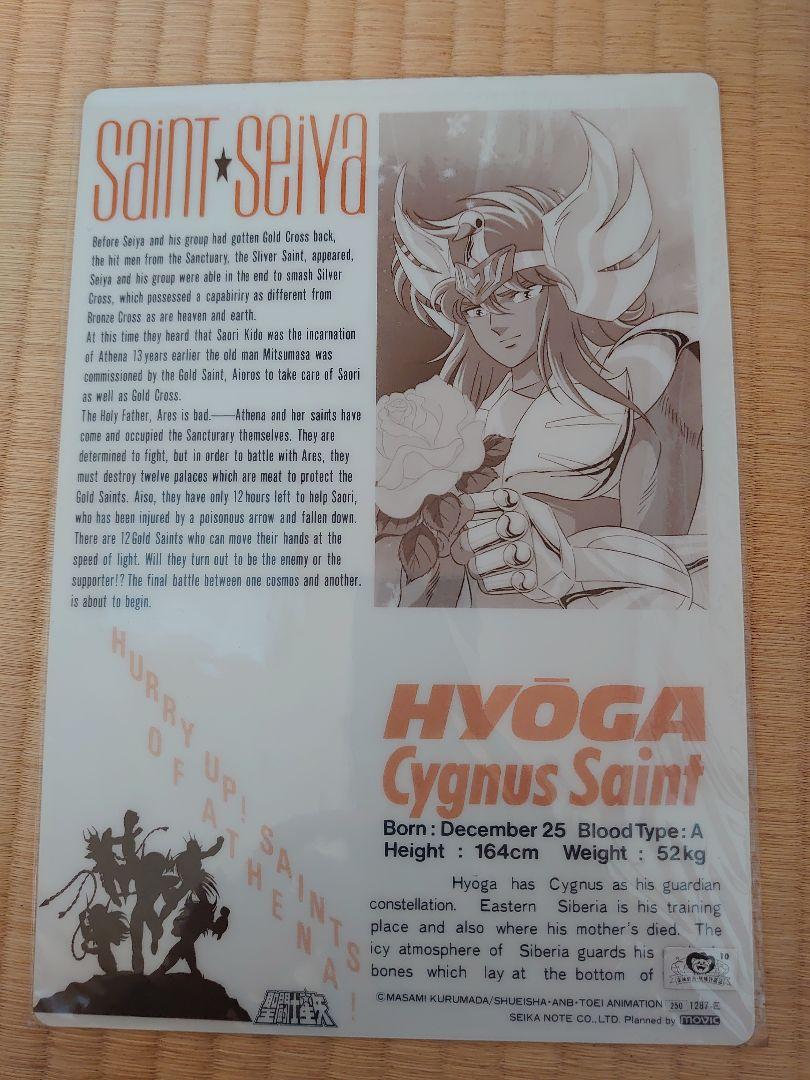 saint★seiya
Before Seiya and his group had gotten Gold Cross back,
the hit men from the Sanctuary, the Sliver Saint, appeared,
Seiya and his group were able in the end to smash Silver
Cross, which possessed a capabiriry as different from
Bronze Cross as are heaven and earth.
At this time they heard that Saori Kido was the incarnation
of Athena 13 years earlier the old man Mitsumasa was
commissioned by the Gold Saint, Aioros to take care of Saori
as well as Gold Cross.
The Holy Father, Ares is bad.——Athena and her saints have
come and occupied the Sancturary themselves. They are
determined to fight, but in order to battle with Ares, they
must destroy twelve palaces which are meat to protect the
Gold Saints. Aiso, they have only 12 hours left to help Saori,
who has been injured by a poisonous arrow and fallen down.
There are 12 Gold Saints who can move their hands at the
speed of light. Will they turn out to be the enemy or the
supporter!? The final battle between one cosmos and another.
is about to begin.
HURRY UP! SAINTS
OF ATHENA!
聖闘士星矢
HYŌGA
Cygnus Saint
Born : December 25 Blood Type : A
Height : 164cm Weight : 52kg
Hyōga has Cygnus as his guardian
constellation. Eastern Siberia is his training
place and also where his mother's died. The
icy atmosphere of Siberia guards his
bones which lay at the bottom of
10
©MASAMI KURUMADA/SHUEISHA・ANB・TOEI ANIMATION 250 1287-E
SEIKA NOTE CO., LTD. Planned by movic